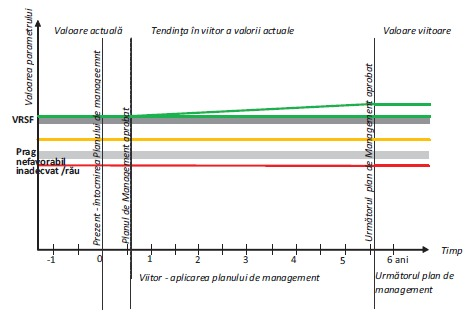 Valoare actuală
Tendința în viitor a valorii actuale
Valoare viitoare
Valoarea parametrului
VRSF
Prag
nefavorabil
inadecvat /rău
Prezent - întocmirea Planului de manageemnt
Planul de Management aprobat
Următorul plan de Management aprobat
-1 0 1 2 3 4 5 6 ani
Timp
Viitor - aplicarea planului de management
Următorul plan de
management